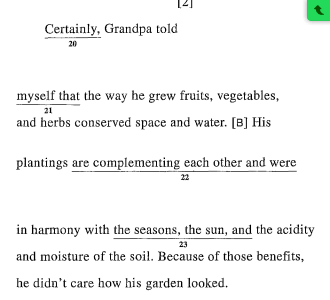 [2]
Certainly, Grandpa told
20
myself that the way he grew fruits, vegetables,
21
and herbs conserved space and water. [B] His
plantings are complementing each other and were
22
in harmony with the seasons, the sun, and the acidity
23
and moisture of the soil. Because of those benefits,
he didn't care how his garden looked.